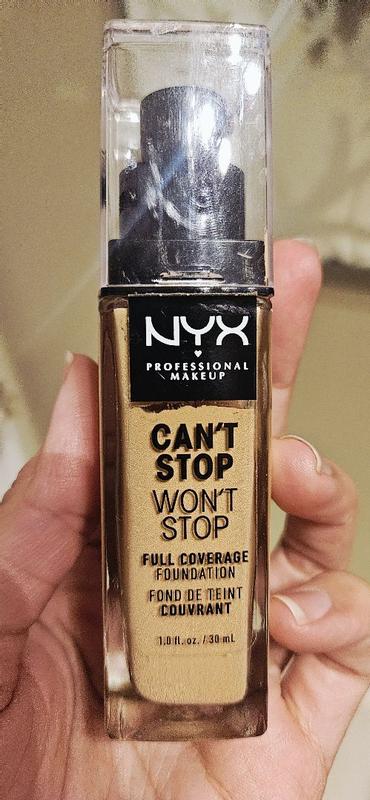 NYX
PROFESSIONAL
MAKEUP
CAN'T
STOP
WON'T
STOP
FULL COVERAGE
FOUNDATION
FOND DE TEINT
COUVRANT
1.0 fl. oz. / 30 mL